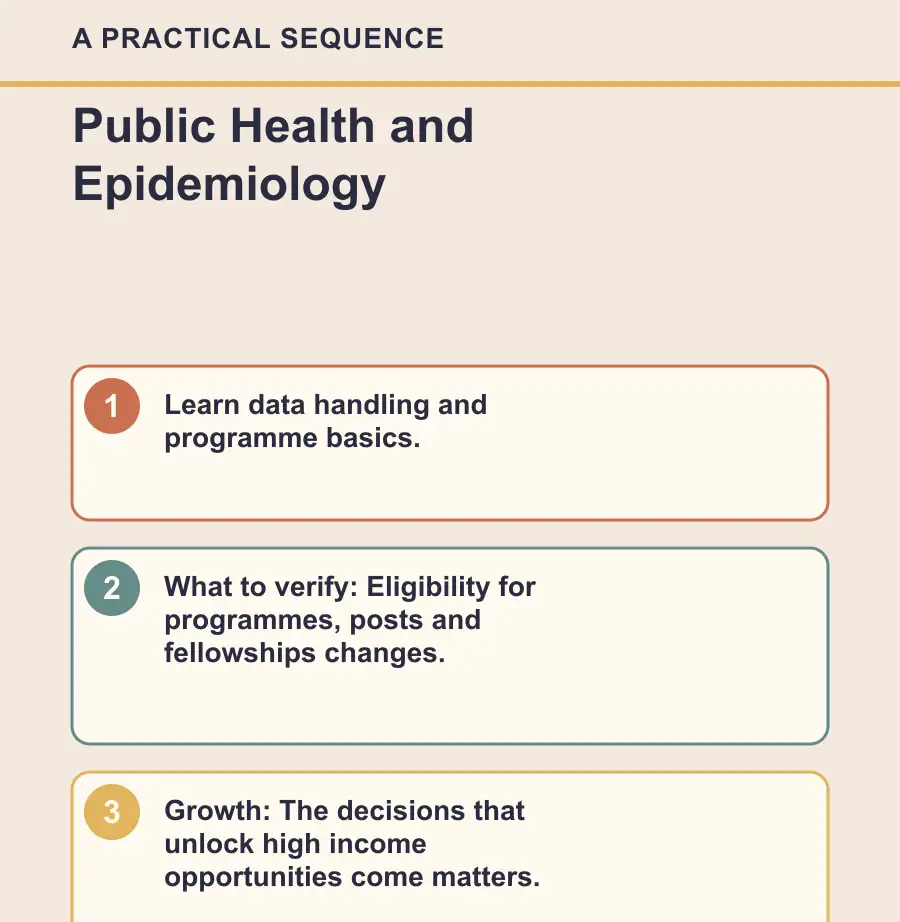 A PRACTICAL SEQUENCE
Public Health and
Epidemiology
1
Learn data handling and
programme basics.
2
What to verify: Eligibility for
programmes, posts and
fellowships changes.
3
Growth: The decisions that
unlock high income
opportunities come matters.